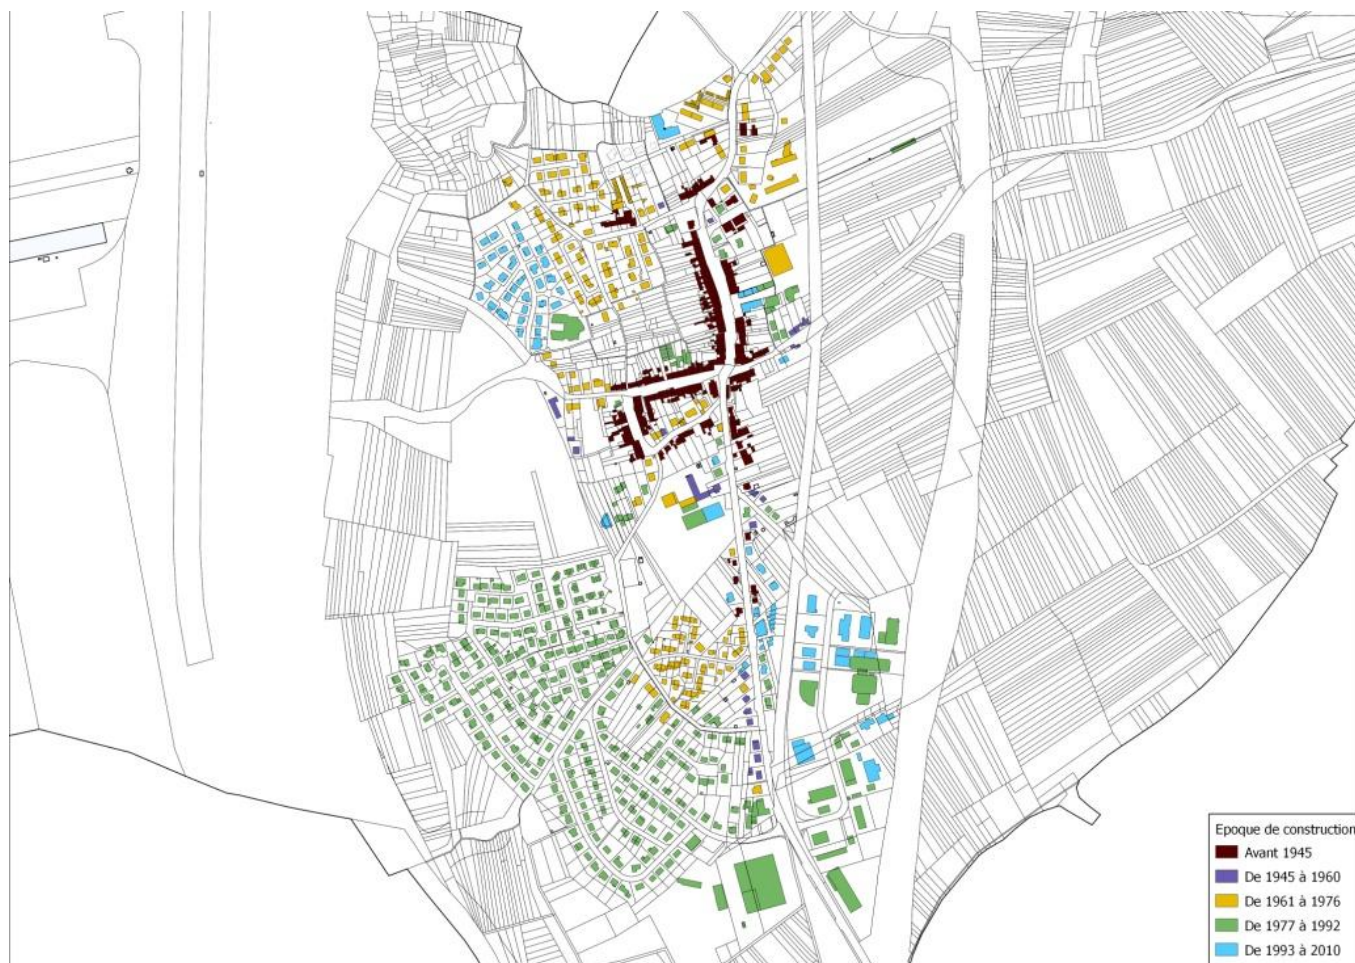 Epoque de construction
Avant 1945
De 1945 à 1960
De 1961 à 1976
De 1977 à 1992
De 1993 à 2010